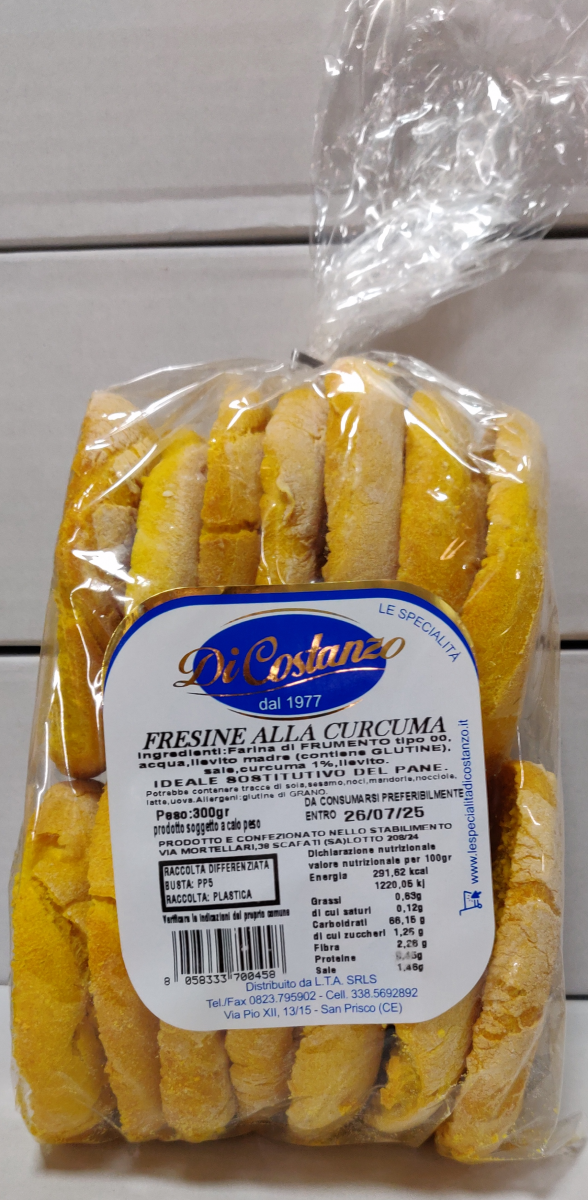 LE SPECIALITÀ
Di Costanzo
dal 1977
FRESINE ALLA CURCUMA
Ingredienti:Farina di FRUMENTO tipo 00,
acqua,lievito madre (contiene GLUTINE),
sale,curcuma 1%,lievito.
IDEALE SOSTITUTIVO DEL PANE.
Potrebbe contenere tracce di soia,sesamo,noci,mandorle,nocciole,
latte,uova.Allergeni:glutine di GRANO.
Peso:300gr
prodotto soggetto a calo peso
DA CONSUMARSI PREFERIBILMENTE
ENTRO 26/07/25
PRODOTTO E CONFEZIONATO NELLO STABILIMENTO
VIA MORTELLARI,38 SCAFATI (SA)LOTTO 208/24
RACCOLTA DIFFERENZIATA
BUSTA: PP5
RACCOLTA: PLASTICA
Verificare le indicazioni del proprio comune
8 058333 700458
Dichiarazione nutrizionale
valore nutrizionale per 100gr
Energia 291,62 kcal
1220,05 kj
Grassi 0,63g
di cui saturi 0,12g
Carboidrati 66,15 g
di cui zuccheri 1,25 g
Fibra 2,26 g
Proteine
Sale 1,46g
www.lespecialitadicostanzo.it
Distribuito da L.T.A. SRLS
Tel./Fax 0823.795902 - Cell. 338.5692892
Via Pio XII, 13/15 - San Prisco (CE)